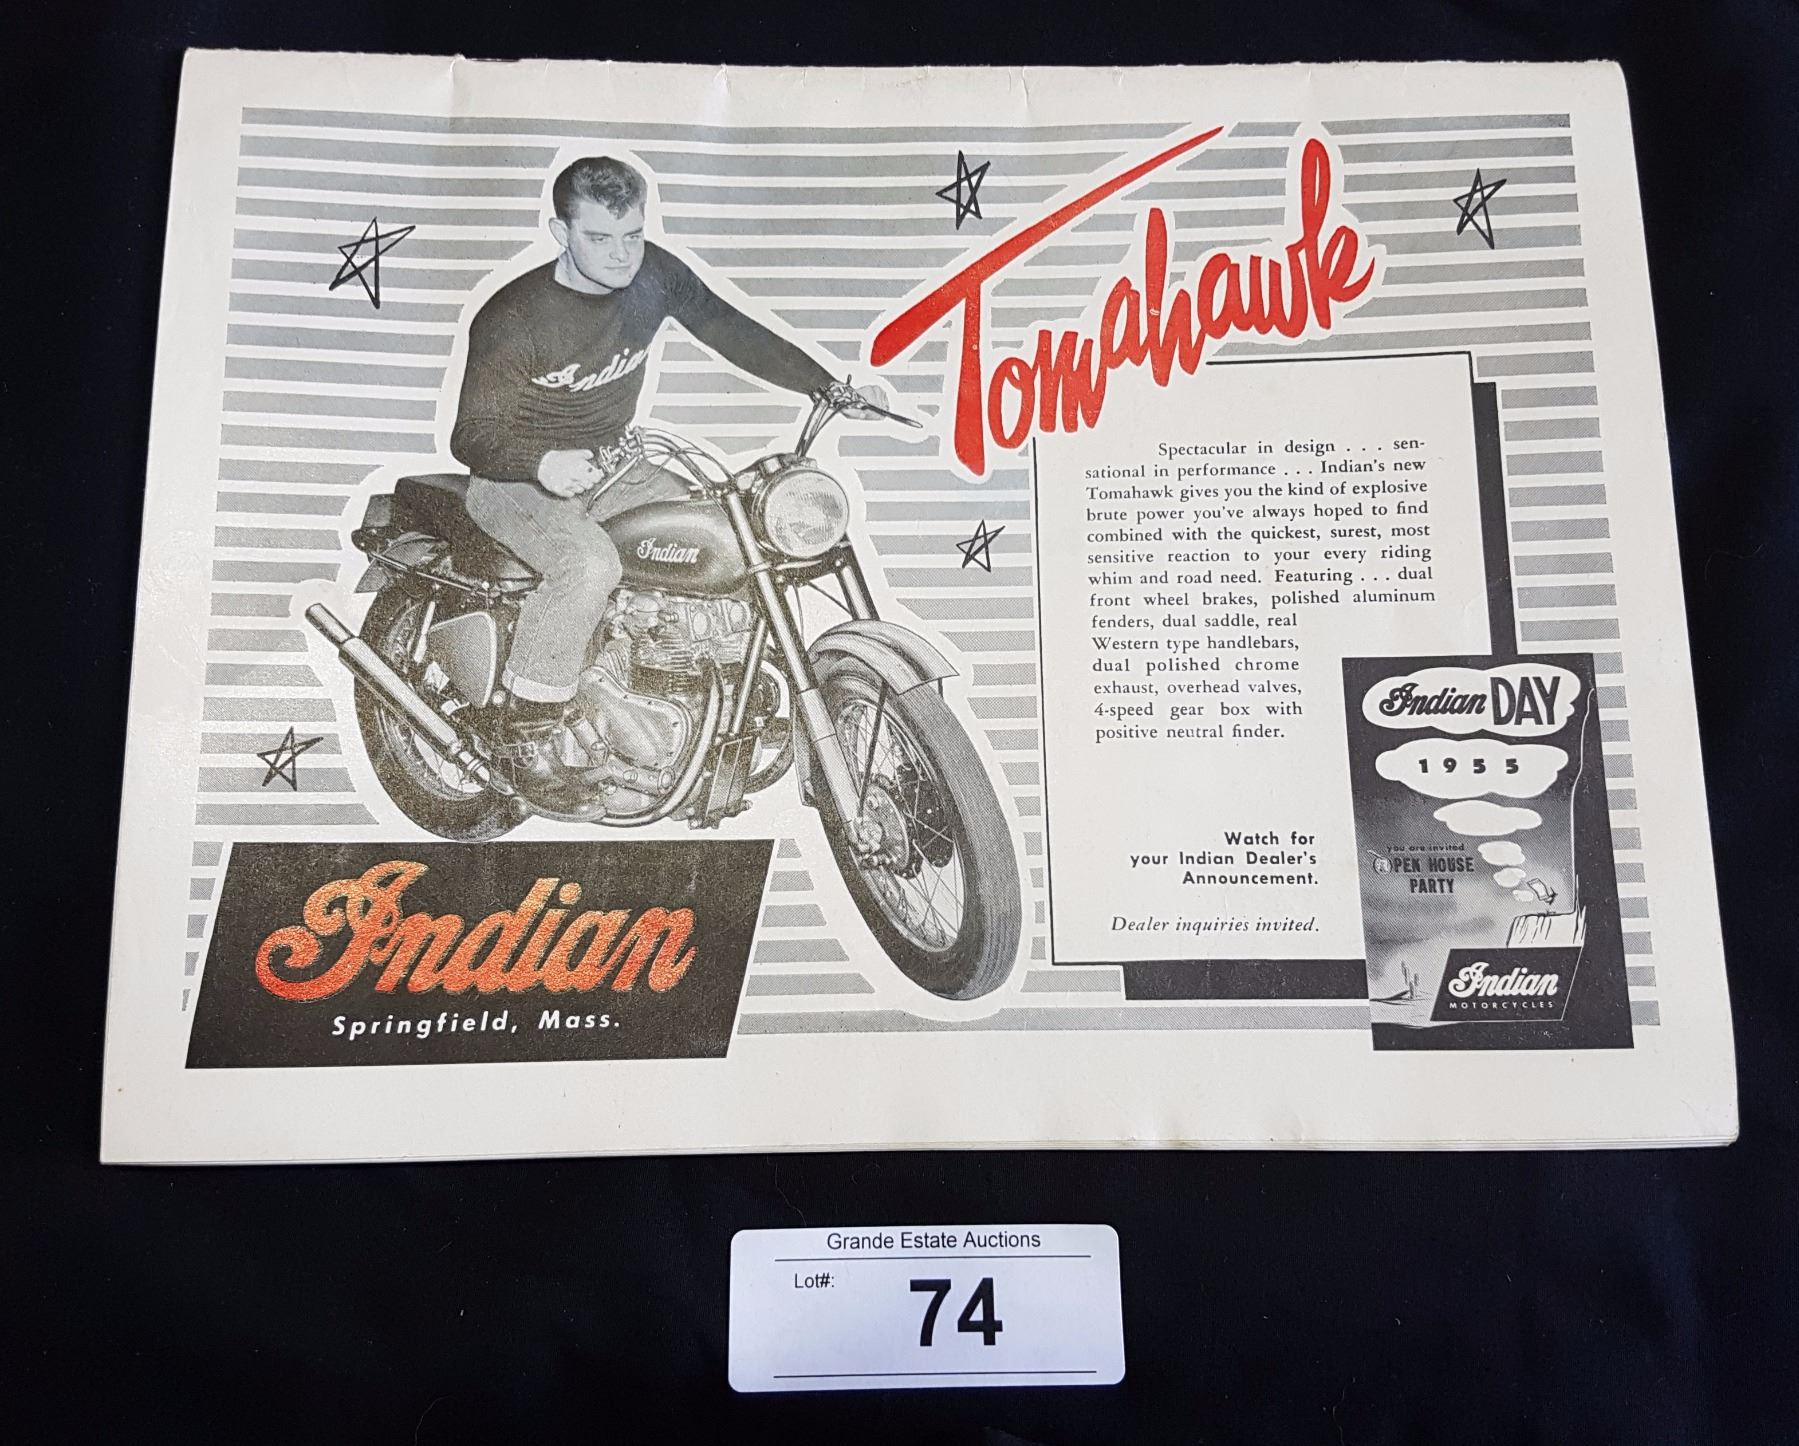 Tomahawk
Indian
Indian
Spectacular in design . . . sen-
sational in performance . . . Indian's new
Tomahawk gives you the kind of explosive
brute power you've always hoped to find
combined with the quickest, surest, most
sensitive reaction to your every riding
whim and road need. Featuring . . . dual
front wheel brakes, polished aluminum
fenders, dual saddle, real
Western type handlebars,
dual polished chrome
exhaust, overhead valves,
4-speed gear box with
positive neutral finder.
Watch for
your Indian Dealer's
Announcement.
Dealer inquiries invited.
Indian DAY
1955
you are invited
OPEN HOUSE
PARTY
Indian
MOTORCYCLES
Indian
Springfield, Mass.
Grande Estate Auctions
Lot#:
74